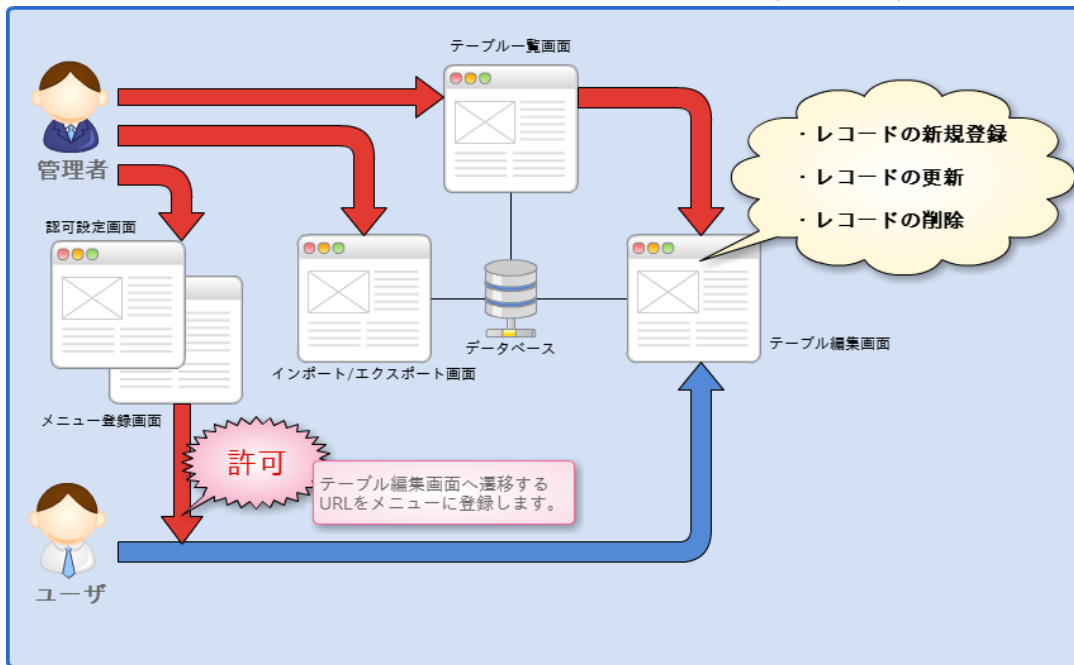 テーブル一覧画面
管理者
・レコードの新規登録
・レコードの更新
・レコードの削除
認可設定画面
データベース
テーブル編集画面
インポート/エクスポート画面
メニュー登録画面
許可
テーブル編集画面へ遷移する
URLをメニューに登録します。
ユーザ